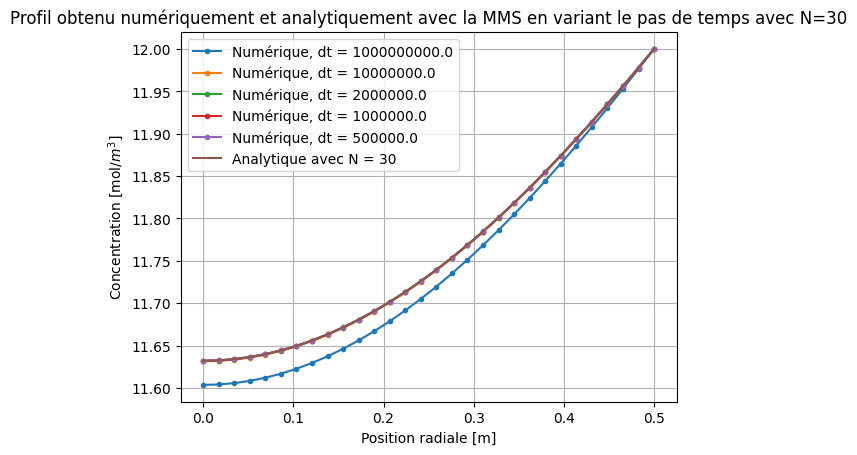 Profil obtenu numériquement et analytiquement avec la MMS en variant le pas de temps avec N=30
12.00
11.95
11.90
11.85
11.80
11.75
11.70
11.65
11.60
Concentration [mol/m³]
Numérique, dt = 1000000000.0
Numérique, dt = 10000000.0
Numérique, dt = 2000000.0
Numérique, dt = 1000000.0
Numérique, dt = 500000.0
Analytique avec N = 30
0.0 0.1 0.2 0.3 0.4 0.5
Position radiale [m]